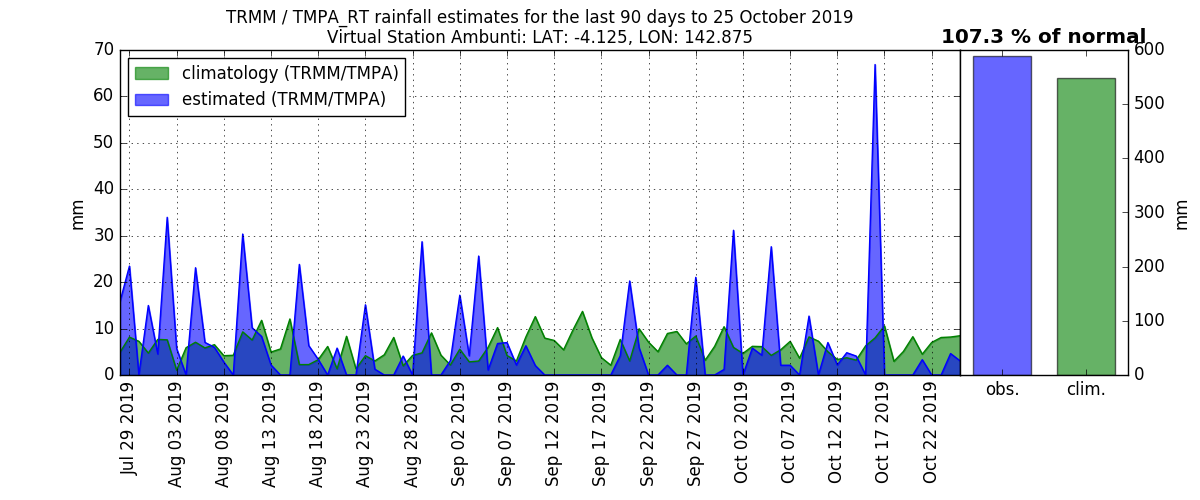 TRMM / TMPA_RT rainfall estimates for the last 90 days to 25 October 2019
Virtual Station Ambunti: LAT: -4.125, LON: 142.875
107.3 % of normal
climatology (TRMM/TMPA)
estimated (TRMM/TMPA)
70
60
50
40
30
20
10
0
mm
Jul 29 2019
Aug 03 2019
Aug 08 2019
Aug 13 2019
Aug 18 2019
Aug 23 2019
Aug 28 2019
Sep 02 2019
Sep 07 2019
Sep 12 2019
Sep 17 2019
Sep 22 2019
Sep 27 2019
Oct 02 2019
Oct 07 2019
Oct 12 2019
Oct 17 2019
Oct 22 2019
obs.
clim.
600
500
400
300
200
100
0
mm